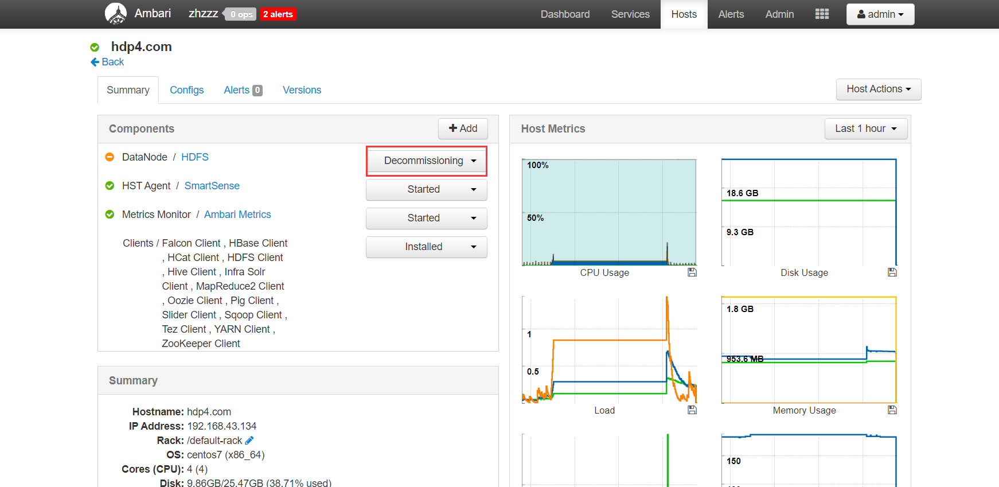 Ambari zhzzz 0 ops 2 alerts Dashboard Services Hosts Alerts Admin admin
hdp4.com
Back
Summary Configs Alerts 0 Versions Host Actions
Components Add
DataNode / HDFS Decommissioning
HST Agent / SmartSense Started
Metrics Monitor / Ambari Metrics Started
Clients / Falcon Client , HBase Client Installed
, HCat Client , HDFS Client
, Hive Client , Infra Solr
Client , MapReduce2 Client
, Oozie Client , Pig Client ,
Slider Client , Sqoop Client ,
Tez Client , YARN Client ,
ZooKeeper Client
Summary
Hostname: hdp4.com
IP Address: 192.168.43.134
Rack: /default-rack
OS: centos7 (x86_64)
Cores (CPU): 4 (4)
Disk: 9.86GB/25.47GB (38.71% used)
Host Metrics Last 1 hour
100%
50%
CPU Usage
18.6 GB
9.3 GB
Disk Usage
1
0.5
Load
1.8 GB
953.6 MB
Memory Usage
150